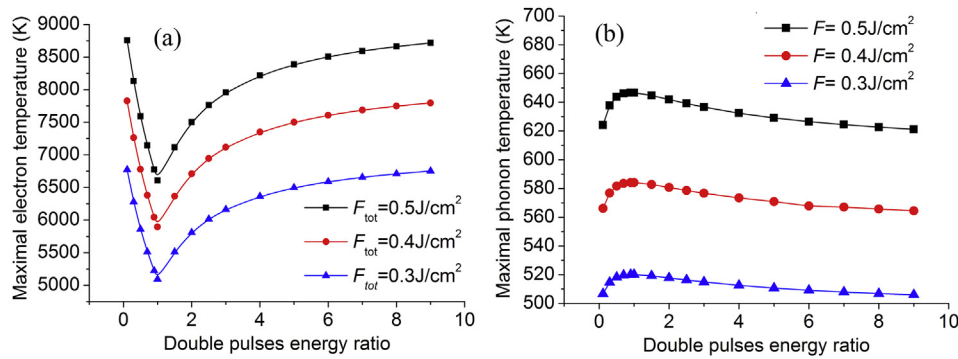 (a)
Maximal electron temperature (K)
9000
8500
8000
7500
7000
6500
6000
5500
5000
F_tot=0.5J/cm²
F_tot=0.4J/cm²
F_tot=0.3J/cm²
0 2 4 6 8 10
Double pulses energy ratio
(b)
Maximal phonon temperature (K)
700
680
660
640
620
600
580
560
540
520
500
F= 0.5J/cm²
F= 0.4J/cm²
F= 0.3J/cm²
0 2 4 6 8 10
Double pulses energy ratio